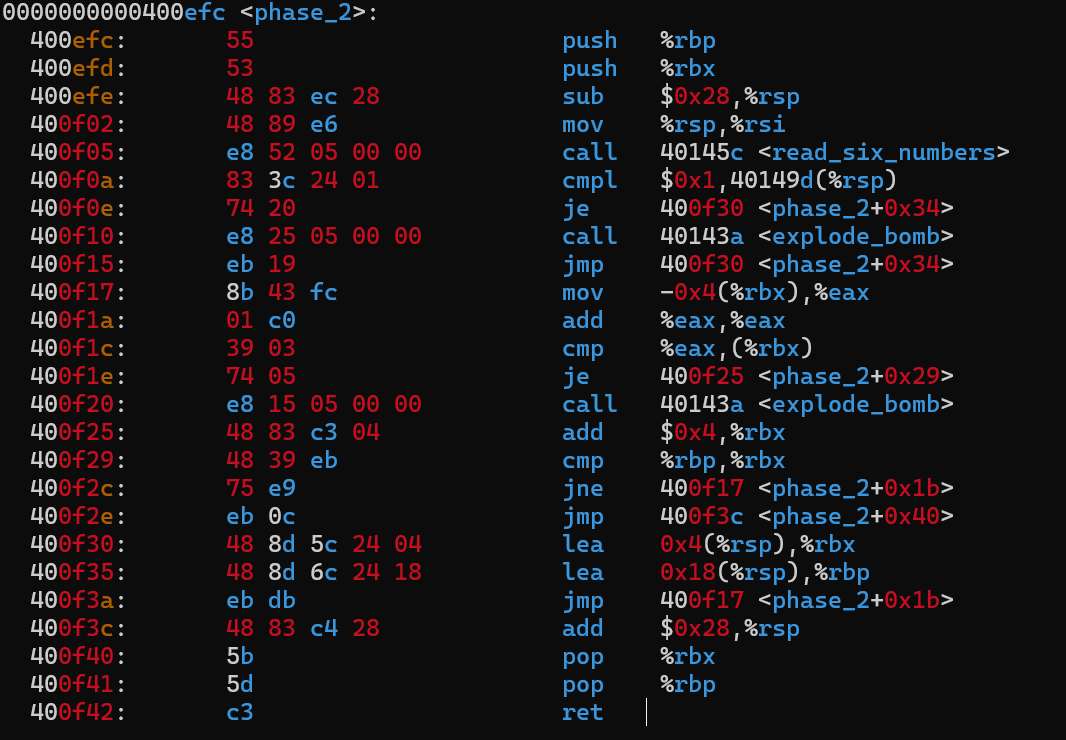 0000000000400efc <phase_2>:
400efc: 55 push %rbp
400efd: 53 push %rbx
400efe: 48 83 ec 28 sub $0x28,%rsp
400f02: 48 89 e6 mov %rsp,%rsi
400f05: e8 52 05 00 00 call 40145c <read_six_numbers>
400f0a: 83 3c 24 01 cmpl $0x1,40149d(%rsp)
400f0e: 74 20 je 400f30 <phase_2+0x34>
400f10: e8 25 05 00 00 call 40143a <explode_bomb>
400f15: eb 19 jmp 400f30 <phase_2+0x34>
400f17: 8b 43 fc mov -0x4(%rbx),%eax
400f1a: 01 c0 add %eax,%eax
400f1c: 39 03 cmp %eax,(%rbx)
400f1e: 74 05 je 400f25 <phase_2+0x29>
400f20: e8 15 05 00 00 call 40143a <explode_bomb>
400f25: 48 83 c3 04 add $0x4,%rbx
400f29: 48 39 eb cmp %rbp,%rbx
400f2c: 75 e9 jne 400f17 <phase_2+0x1b>
400f2e: eb 0c jmp 400f3c <phase_2+0x40>
400f30: 48 8d 5c 24 04 lea 0x4(%rsp),%rbx
400f35: 48 8d 6c 24 18 lea 0x18(%rsp),%rbp
400f3a: eb db jmp 400f17 <phase_2+0x1b>
400f3c: 48 83 c4 28 add $0x28,%rsp
400f40: 5b pop %rbx
400f41: 5d pop %rbp
400f42: c3 ret